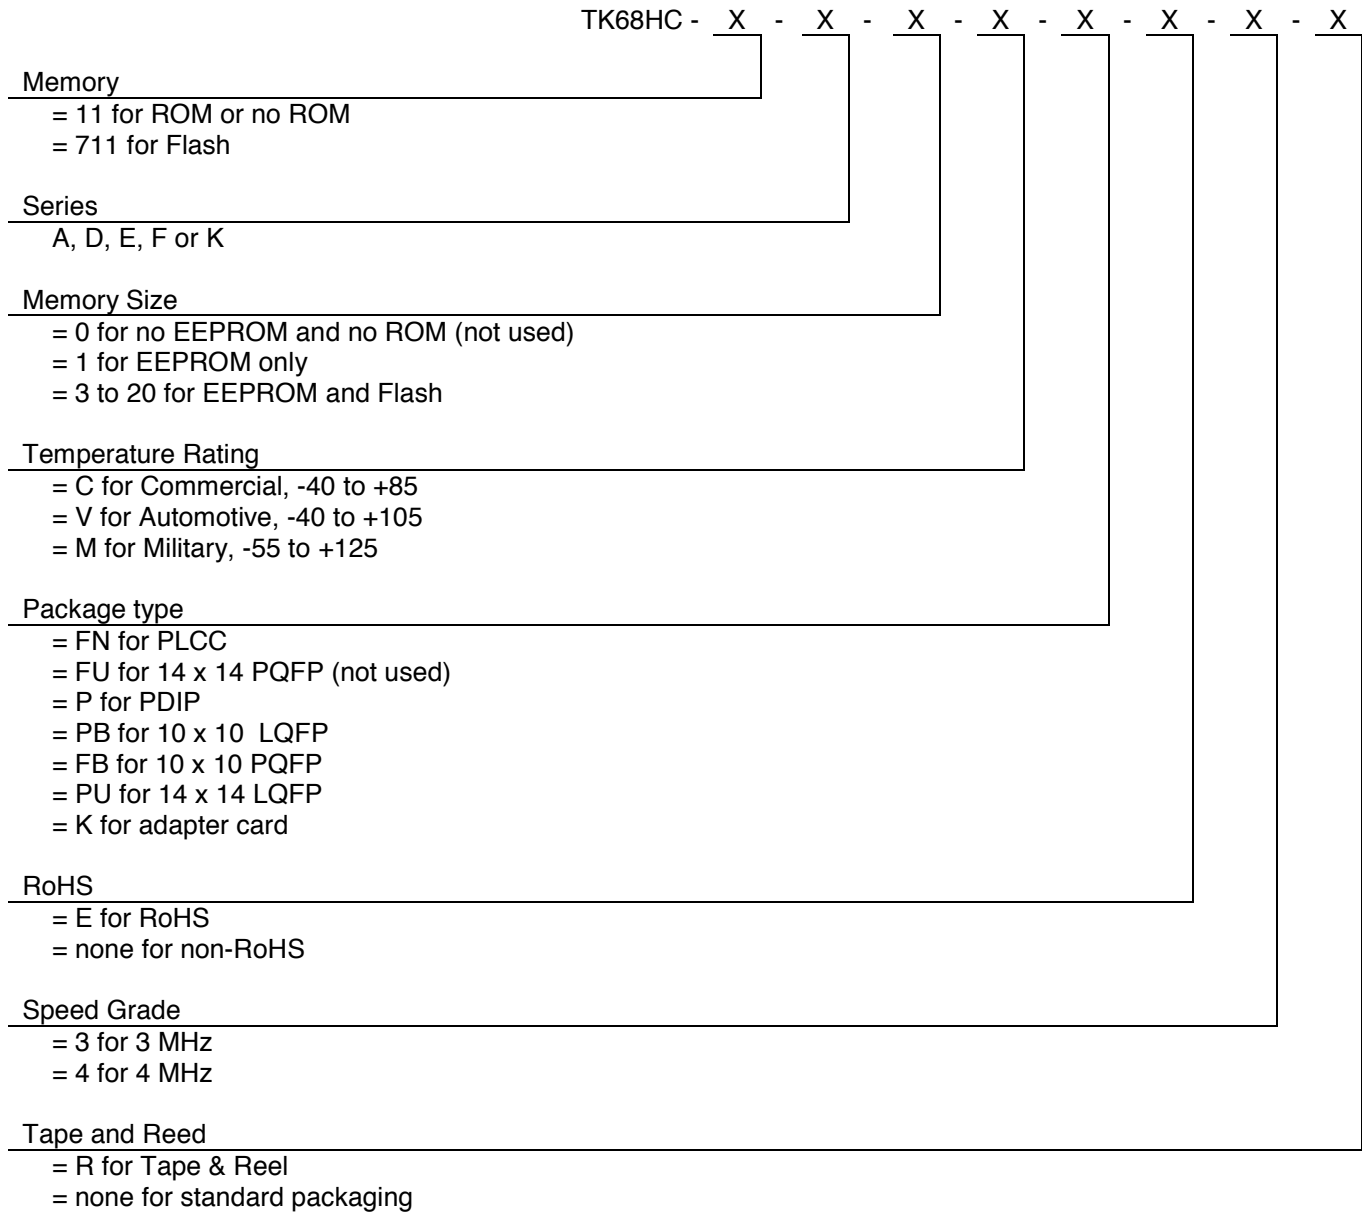 TK68HC - X - X - X - X - X - X - X - X
Memory
= 11 for ROM or no ROM
= 711 for Flash
Series
A, D, E, F or K
Memory Size
= 0 for no EEPROM and no ROM (not used)
= 1 for EEPROM only
= 3 to 20 for EEPROM and Flash
Temperature Rating
= C for Commercial, -40 to +85
= V for Automotive, -40 to +105
= M for Military, -55 to +125
Package type
= FN for PLCC
= FU for 14 x 14 PQFP (not used)
= P for PDIP
= PB for 10 x 10 LQFP
= FB for 10 x 10 PQFP
= PU for 14 x 14 LQFP
= K for adapter card
RoHS
= E for RoHS
= none for non-RoHS
Speed Grade
= 3 for 3 MHz
= 4 for 4 MHz
Tape and Reed
= R for Tape & Reel
= none for standard packaging